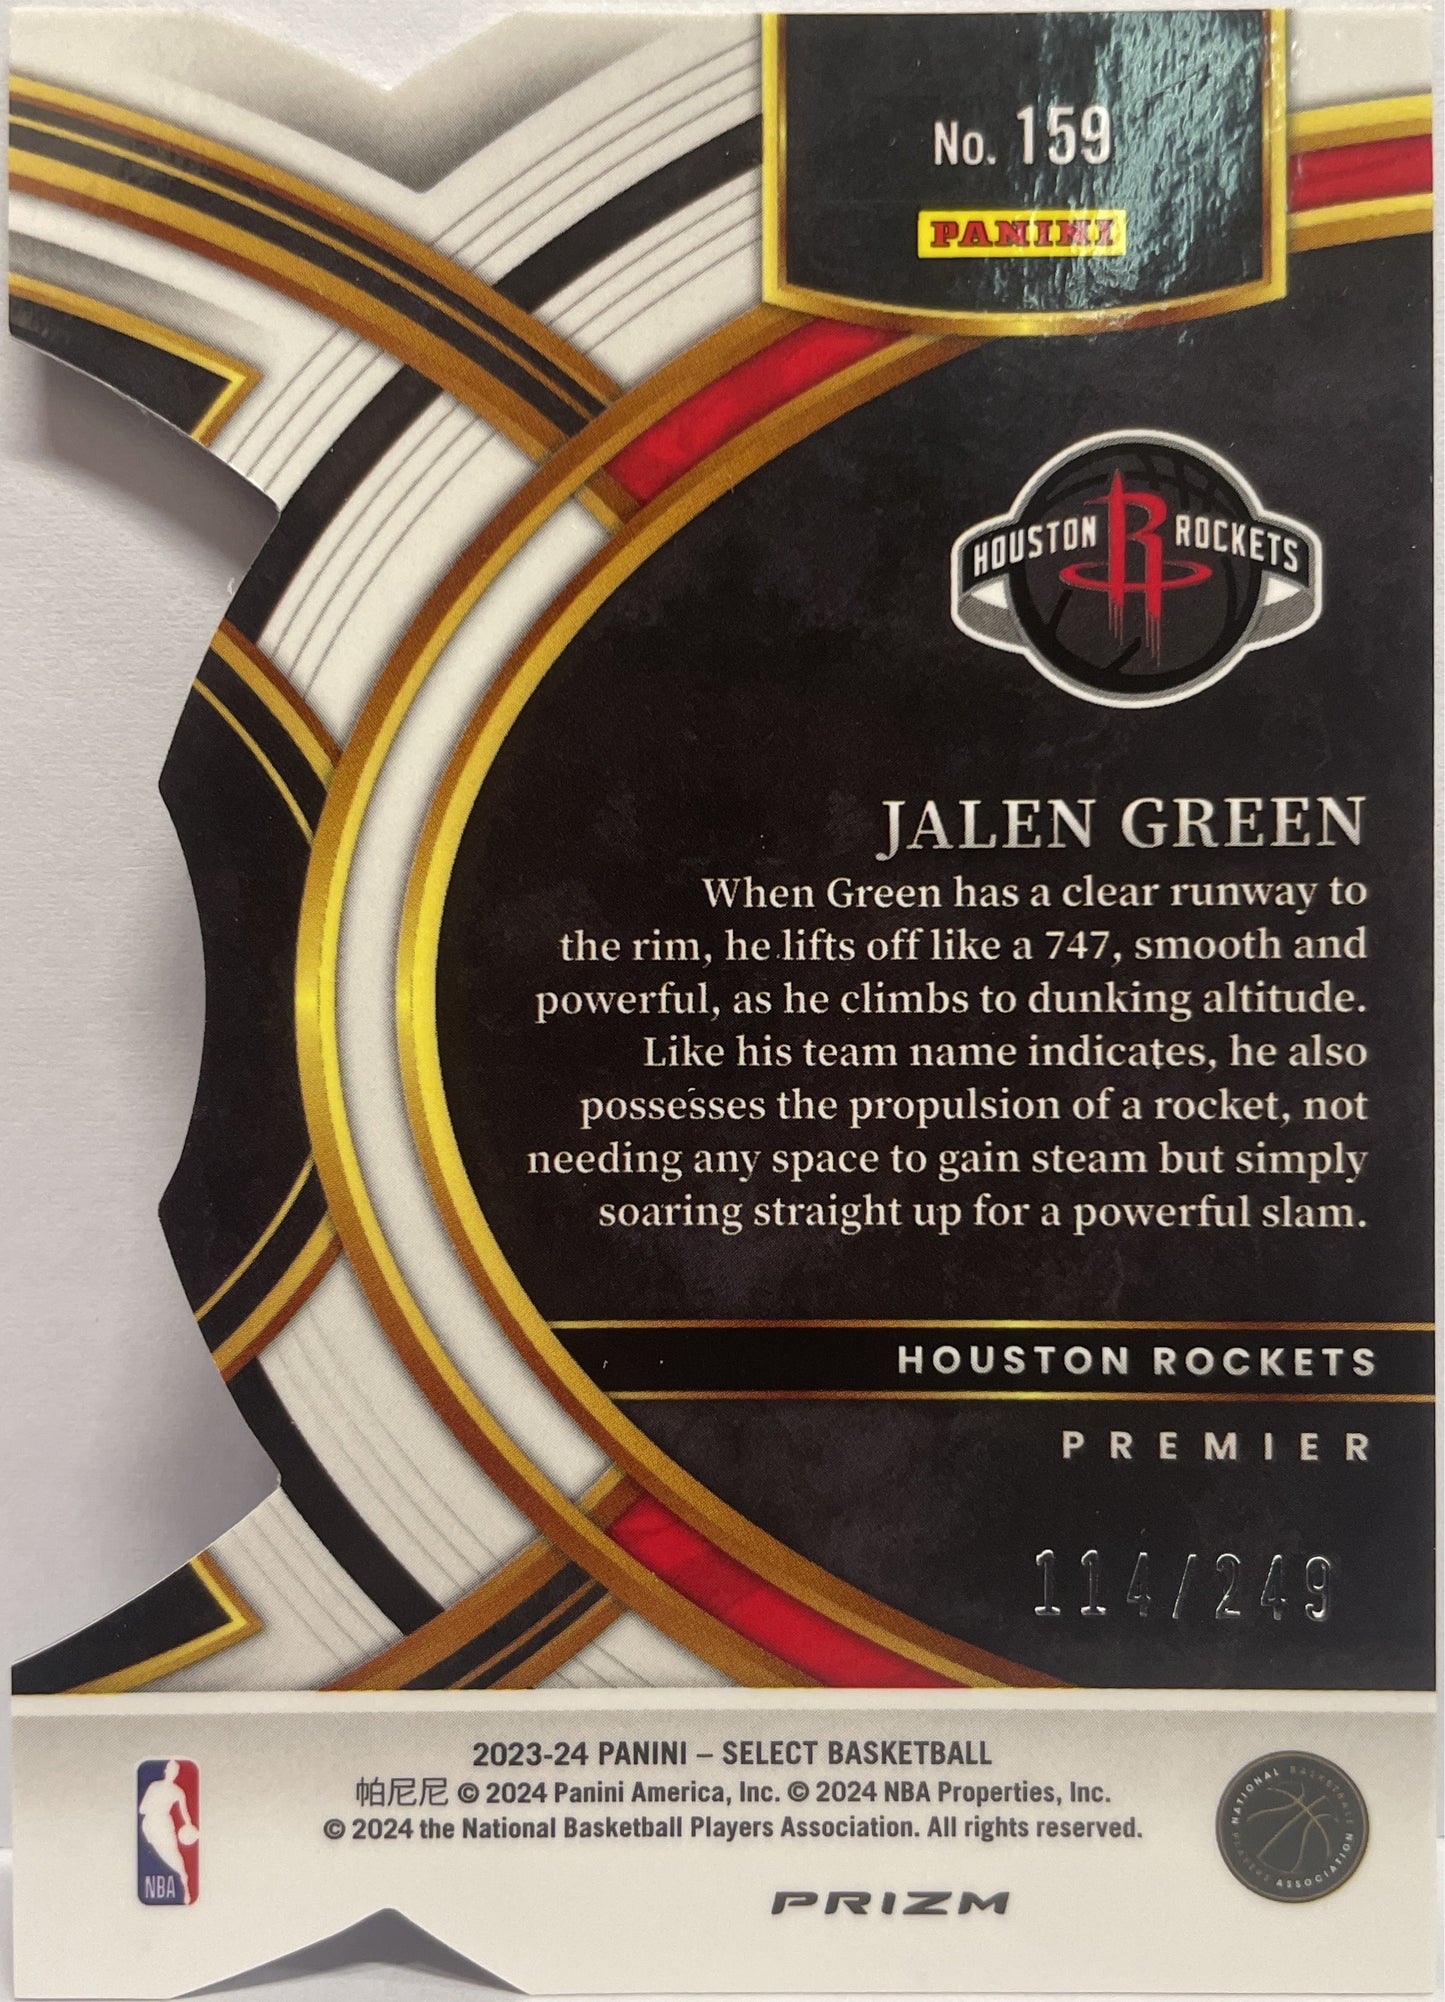 No. 159
PANINI
HOUSTON ROCKETS
JALEN GREEN
When Green has a clear runway to
the rim, he lifts off like a 747, smooth and
powerful, as he climbs to dunking altitude.
Like his team name indicates, he also
possesses the propulsion of a rocket, not
needing any space to gain steam but simply
soaring straight up for a powerful slam.
HOUSTON ROCKETS
PREMIER
114/249
2023-24 PANINI – SELECT BASKETBALL
帕尼尼 © 2024 Panini America, Inc. © 2024 NBA Properties, Inc.
© 2024 the National Basketball Players Association. All rights reserved.
NBA
NATIONAL BASKETBALL PLAYERS ASSOCIATION
PRIZM